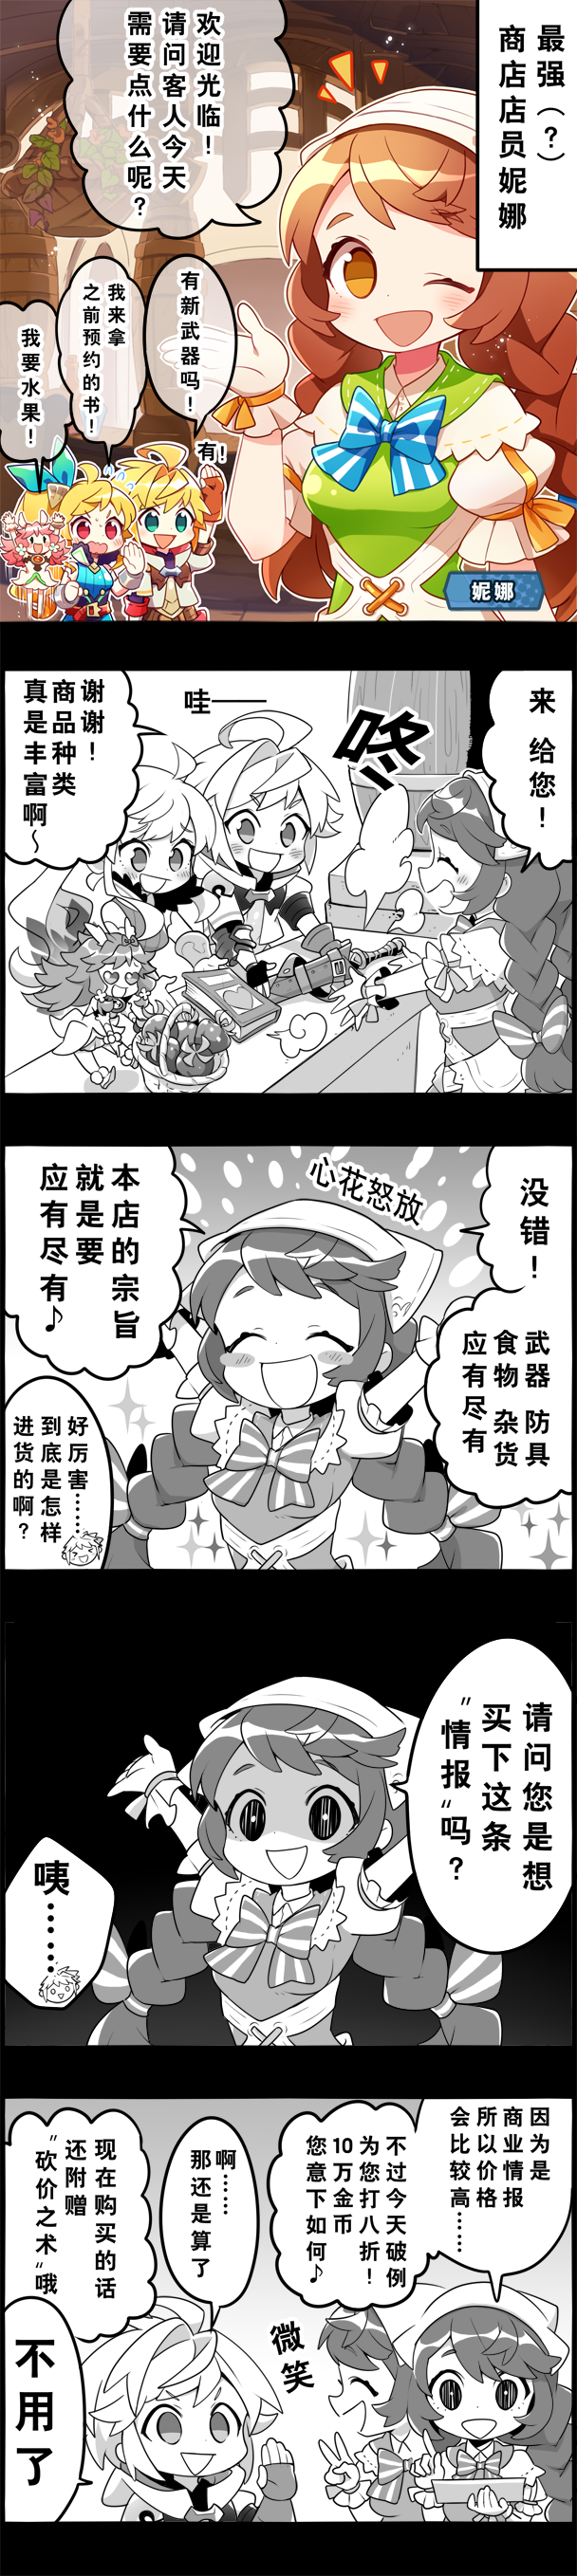 最强（？）
商店店员妮娜
欢迎光临！
请问客人今天
需要点什么呢？
有新武器吗！
有！
我来拿
之前预约的书！
我要水果！
妮娜
来 给您！
咚
哇——
谢谢！
商品种类
真是丰富啊～
没错！
武器 防具
食物 杂货
应有尽有
心花怒放
本店的宗旨
就是要
应有尽有♪
好厉害……
到底是怎样
进货的啊？
请问您是想
买下这条
“情报”吗？
咦……
因为是
商业情报
所以价格
会比较高……
不过今天破例
为您打八折！
10万金币
您意下如何♪
微笑
啊……
那还是算了
现在购买的话
还附赠
“砍价之术”哦
不用了